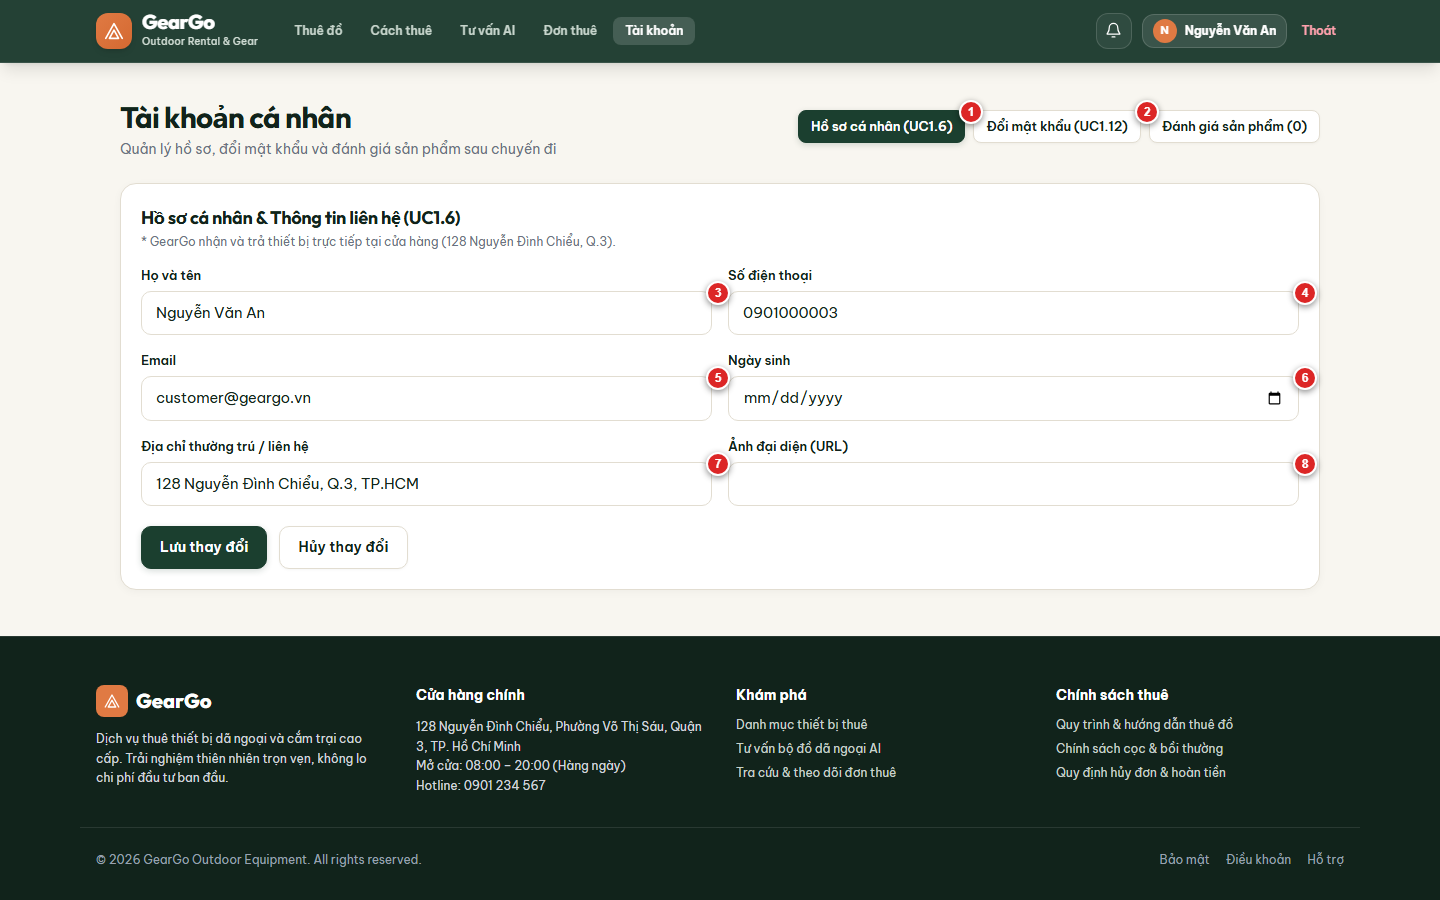 GearGo
Outdoor Rental & Gear
Thuê đồ
Cách thuê
Tư vấn AI
Đơn thuê
Tài khoản
N
Nguyễn Văn An
Thoát
Tài khoản cá nhân
Quản lý hồ sơ, đổi mật khẩu và đánh giá sản phẩm sau chuyến đi
Hồ sơ cá nhân (UC1.6)
1
Đổi mật khẩu (UC1.12)
2
Đánh giá sản phẩm (0)
Hồ sơ cá nhân & Thông tin liên hệ (UC1.6)
* GearGo nhận và trả thiết bị trực tiếp tại cửa hàng (128 Nguyễn Đình Chiểu, Q.3).
Họ và tên
Nguyễn Văn An
3
Số điện thoại
0901000003
4
Email
customer@geargo.vn
5
Ngày sinh
mm/dd/yyyy
6
Địa chỉ thường trú / liên hệ
128 Nguyễn Đình Chiểu, Q.3, TP.HCM
7
Ảnh đại diện (URL)
8
Lưu thay đổi
Hủy thay đổi
GearGo
Dịch vụ thuê thiết bị dã ngoại và cắm trại cao
cấp. Trải nghiệm thiên nhiên trọn vẹn, không lo
chi phí đầu tư ban đầu.
Cửa hàng chính
128 Nguyễn Đình Chiểu, Phường Võ Thị Sáu, Quận
3, TP. Hồ Chí Minh
Mở cửa: 08:00 – 20:00 (Hàng ngày)
Hotline: 0901 234 567
Khám phá
Danh mục thiết bị thuê
Tư vấn bộ đồ dã ngoại AI
Tra cứu & theo dõi đơn thuê
Chính sách thuê
Quy trình & hướng dẫn thuê đồ
Chính sách cọc & bồi thường
Quy định hủy đơn & hoàn tiền
© 2026 GearGo Outdoor Equipment. All rights reserved.
Bảo mật
Điều khoản
Hỗ trợ